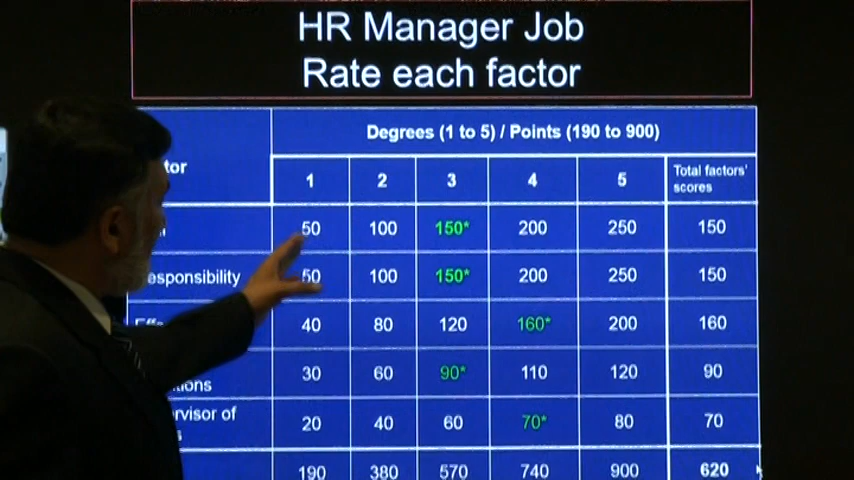 HR Manager Job
Rate each factor
Degrees (1 to 5) / Points (190 to 900)
1 2 3 4 5 Total factors' scores
50 100 150* 200 250 150
esponsibility 50 100 150* 200 250 150
40 80 120 160* 200 160
30 60 90* 110 120 90
20 40 60 70* 80 70
190 380 570 740 900 620